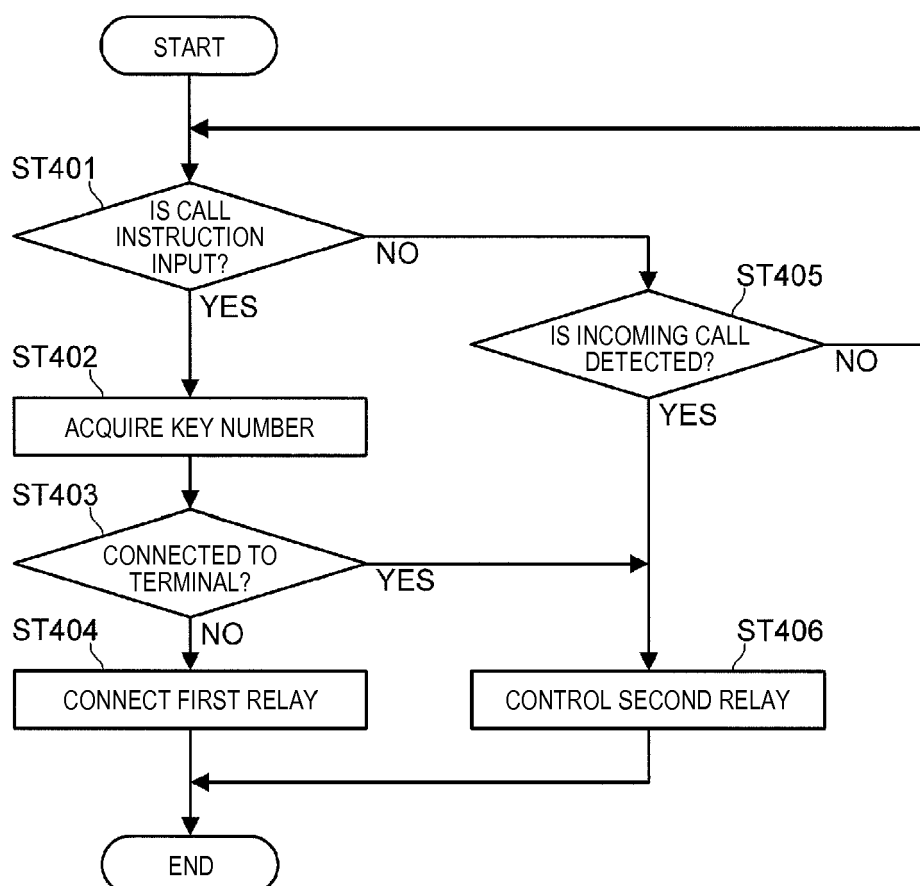 START
ST401
IS CALL
INSTRUCTION
INPUT?
NO
YES
ST405
IS INCOMING CALL
DETECTED?
NO
YES
ST402
ACQUIRE KEY NUMBER
ST403
CONNECTED TO
TERMINAL?
YES
NO
ST404
CONNECT FIRST RELAY
ST406
CONTROL SECOND RELAY
END